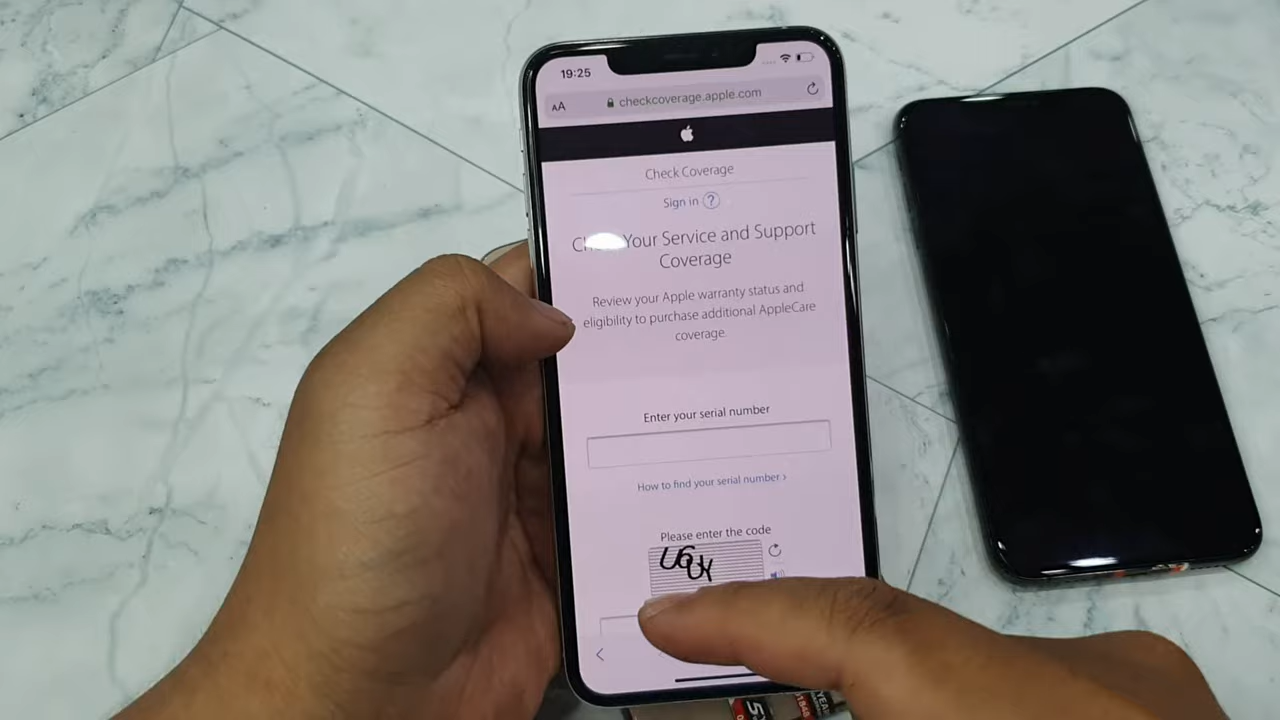 19:25
AA checkcoverage.apple.com
Check Coverage
Sign in ?
Your Service and Support
Coverage
Review your Apple warranty status and
eligibility to purchase additional AppleCare
coverage.
Enter your serial number
How to find your serial number >
Please enter the code